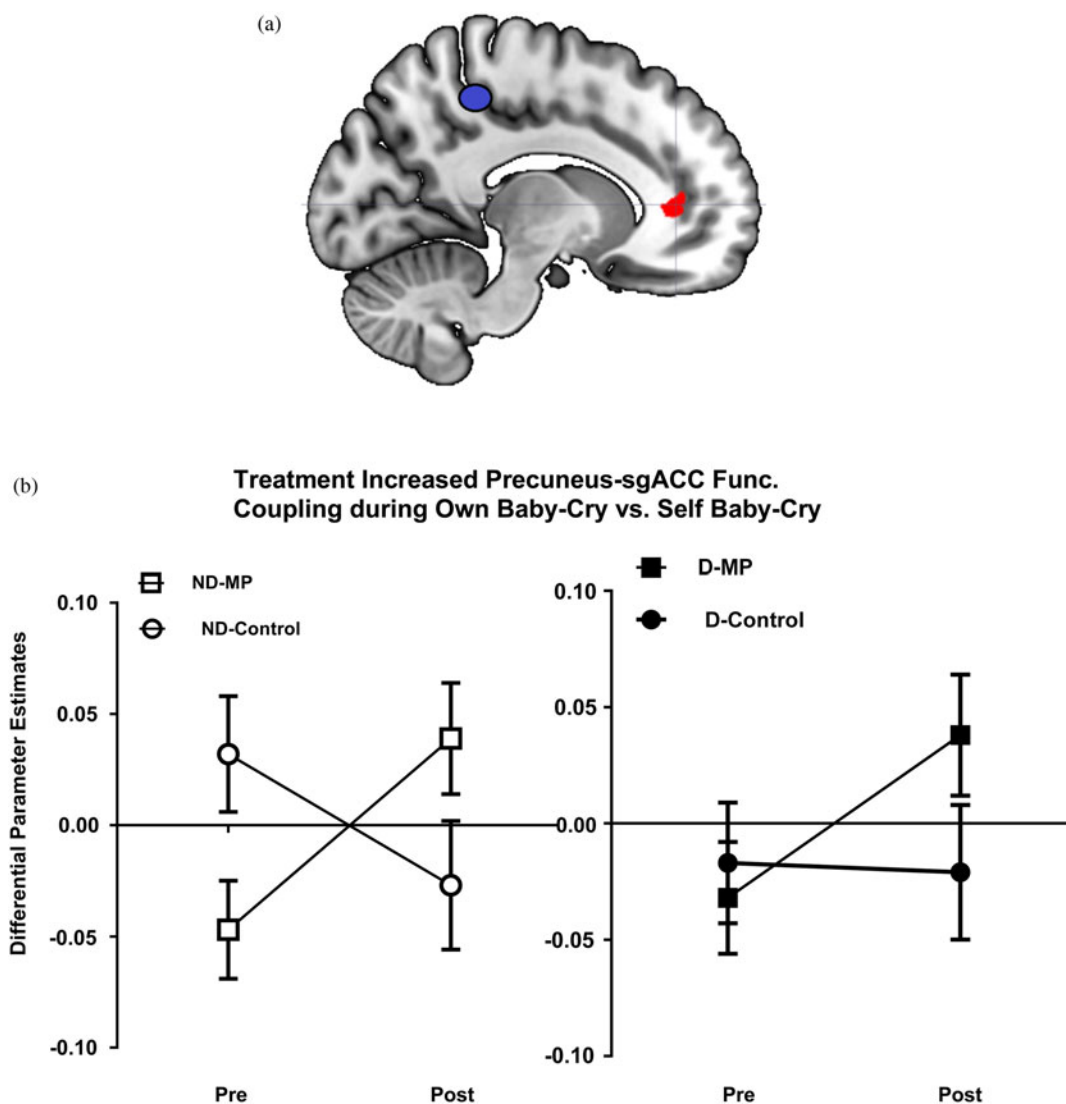 (a)
(b)
Treatment Increased Precuneus-sgACC Func.
Coupling during Own Baby-Cry vs. Self Baby-Cry
Differential Parameter Estimates
ND-MP
ND-Control
0.10
0.05
0.00
-0.05
-0.10
Pre
Post
D-MP
D-Control
0.10
0.05
0.00
-0.05
-0.10
Pre
Post